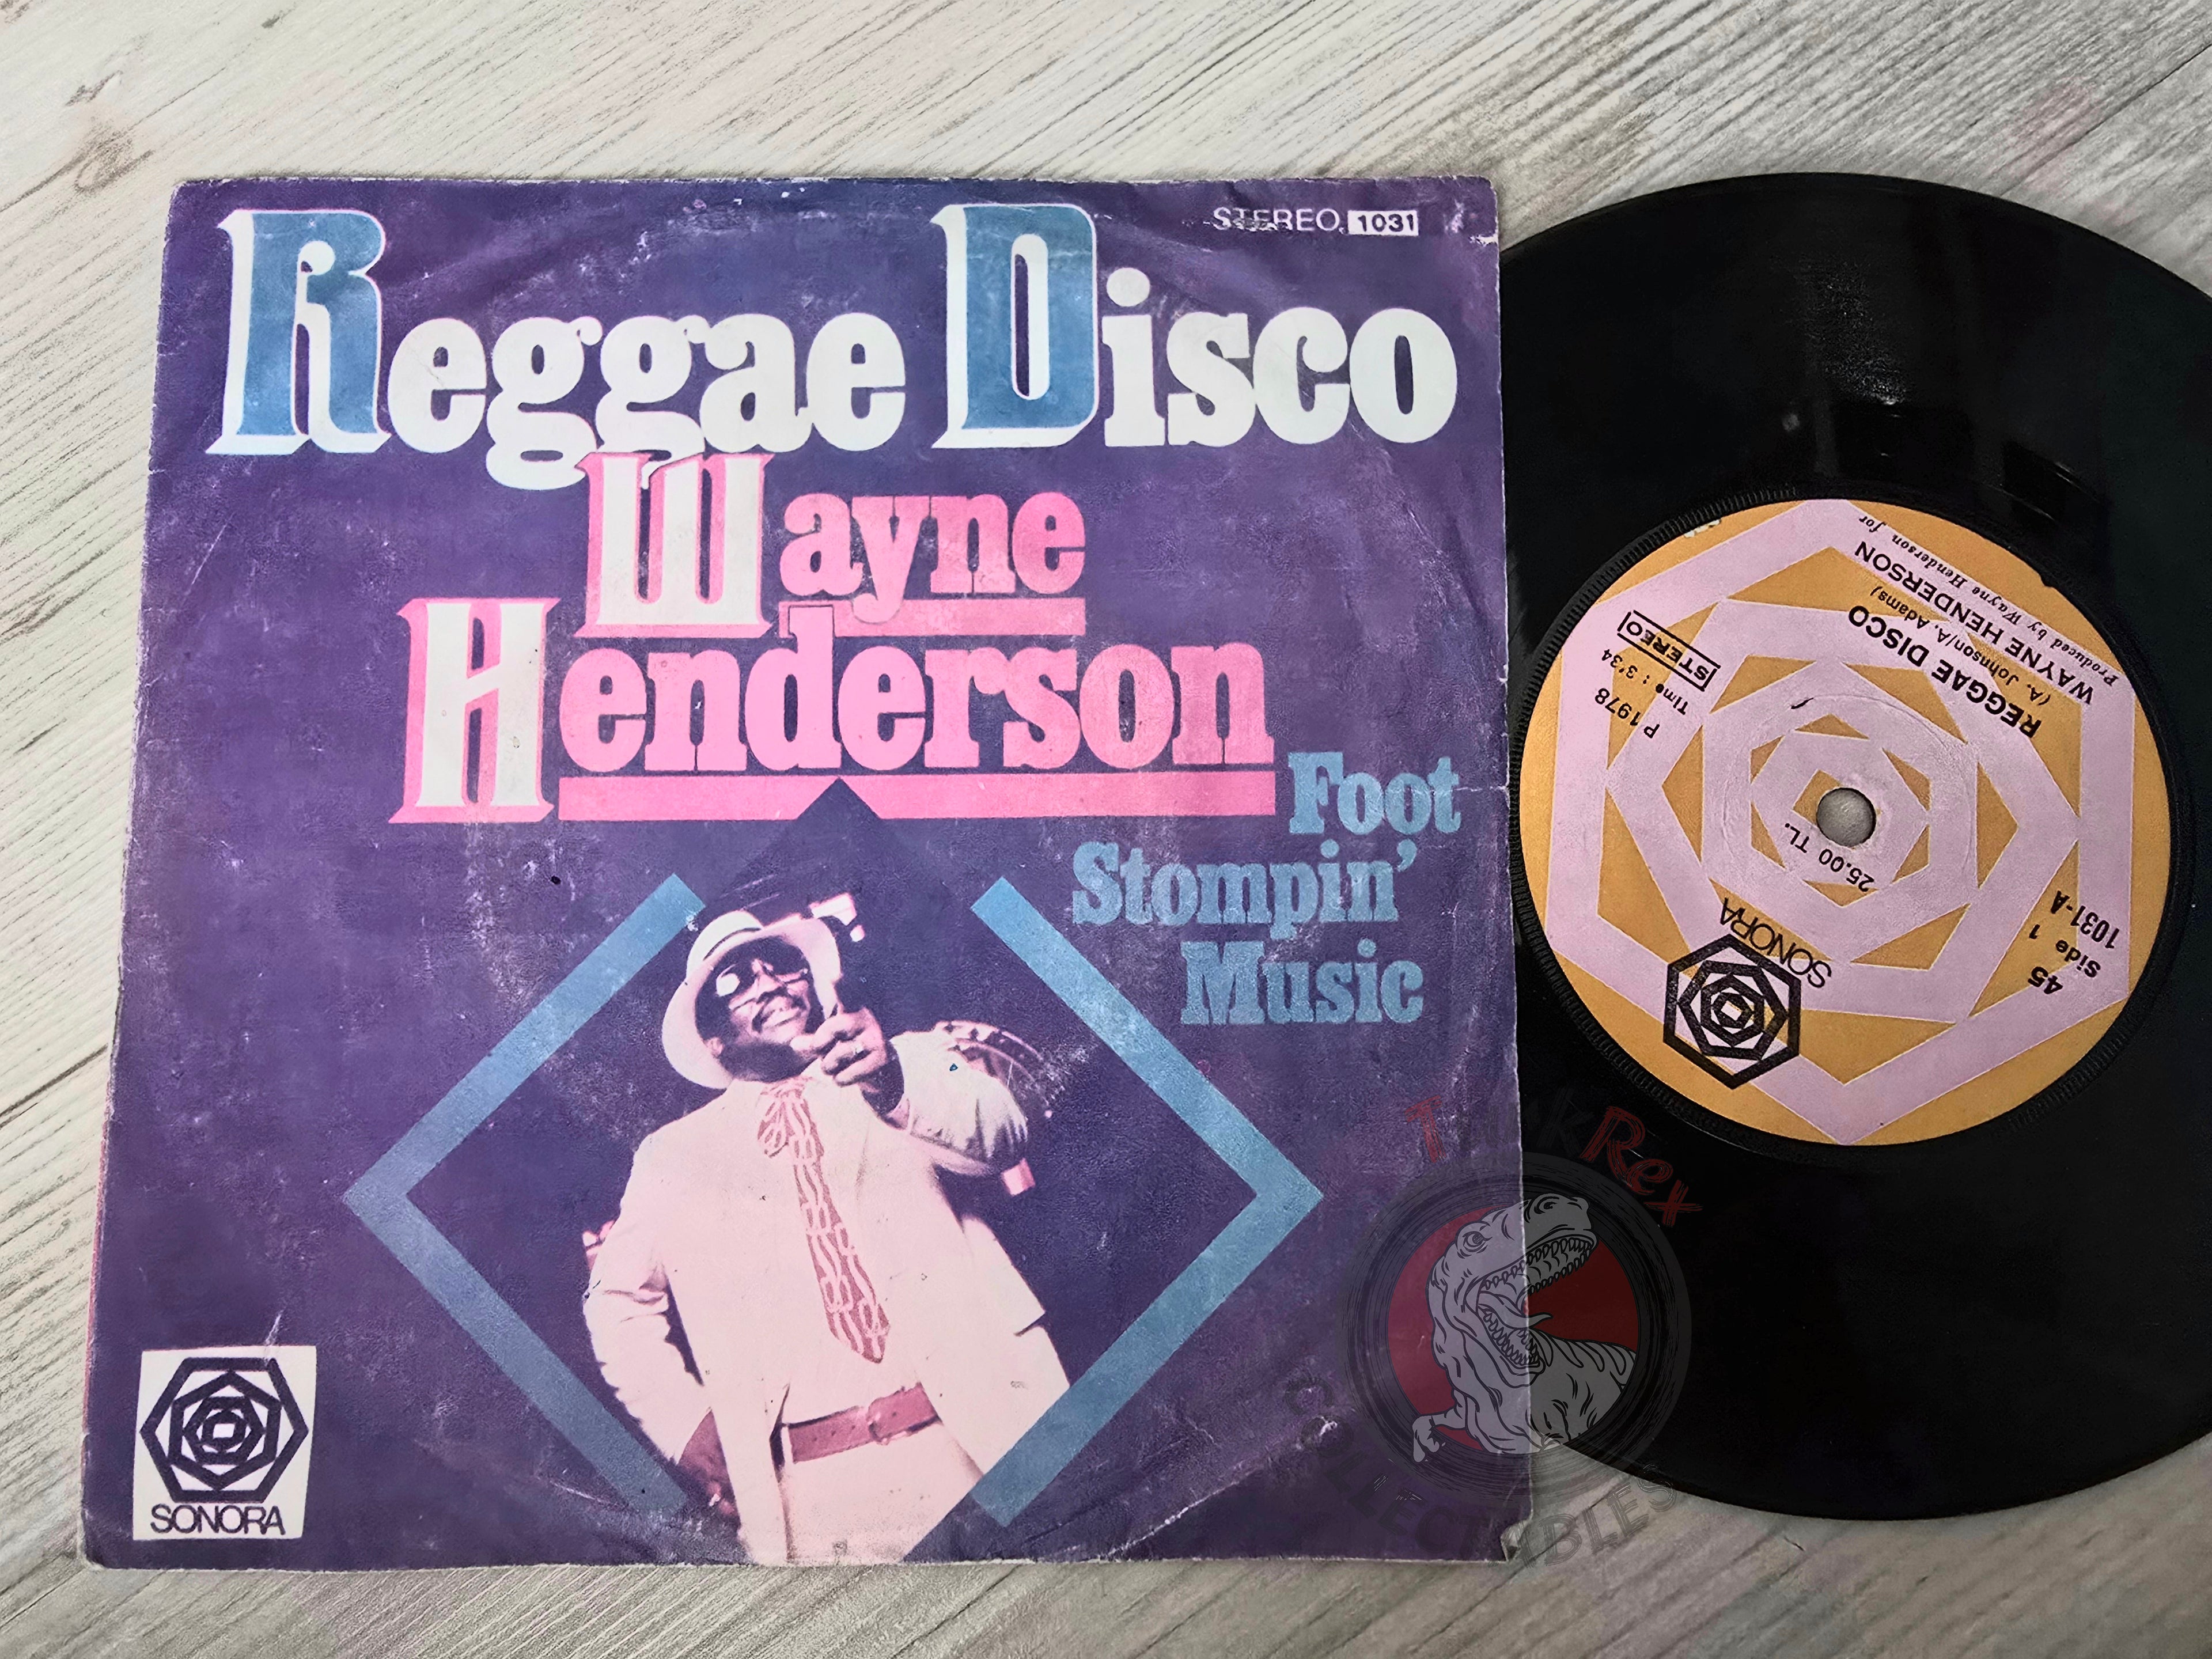 STEREO 1031
Reggae Disco
Wayne
Henderson
Foot
Stompin'
Music
SONORA
SONORA
45
Side 1
1031-A
25.00 TL.
P 1978
Time : 3'34
STEREO
REGGAE DISCO
(A. Johnson/A. Adams)
WAYNE HENDERSON
Produced by Wayne Henderson for
Rex